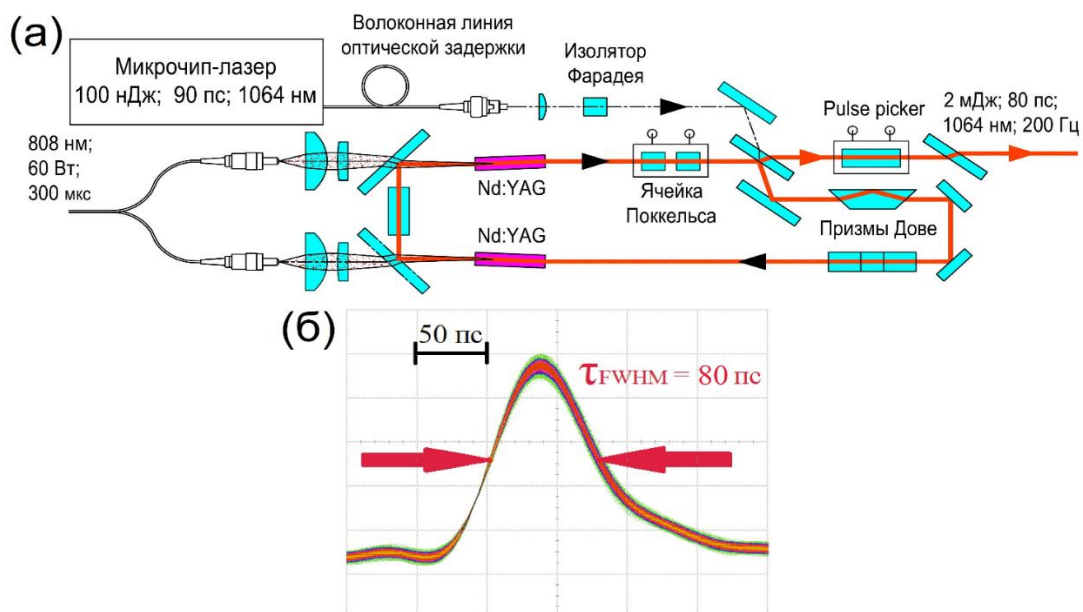 (а)
Волоконная линия
оптической задержки
Микрочип-лазер
100 нДж; 90 пс; 1064 нм
Изолятор
Фарадея
Pulse picker
2 мДж; 80 пс;
1064 нм; 200 Гц
808 нм;
60 Вт;
300 мкс
Nd:YAG
Ячейка
Поккельса
Nd:YAG
Призмы Дове
(б)
50 пс
τFWHM = 80 пс